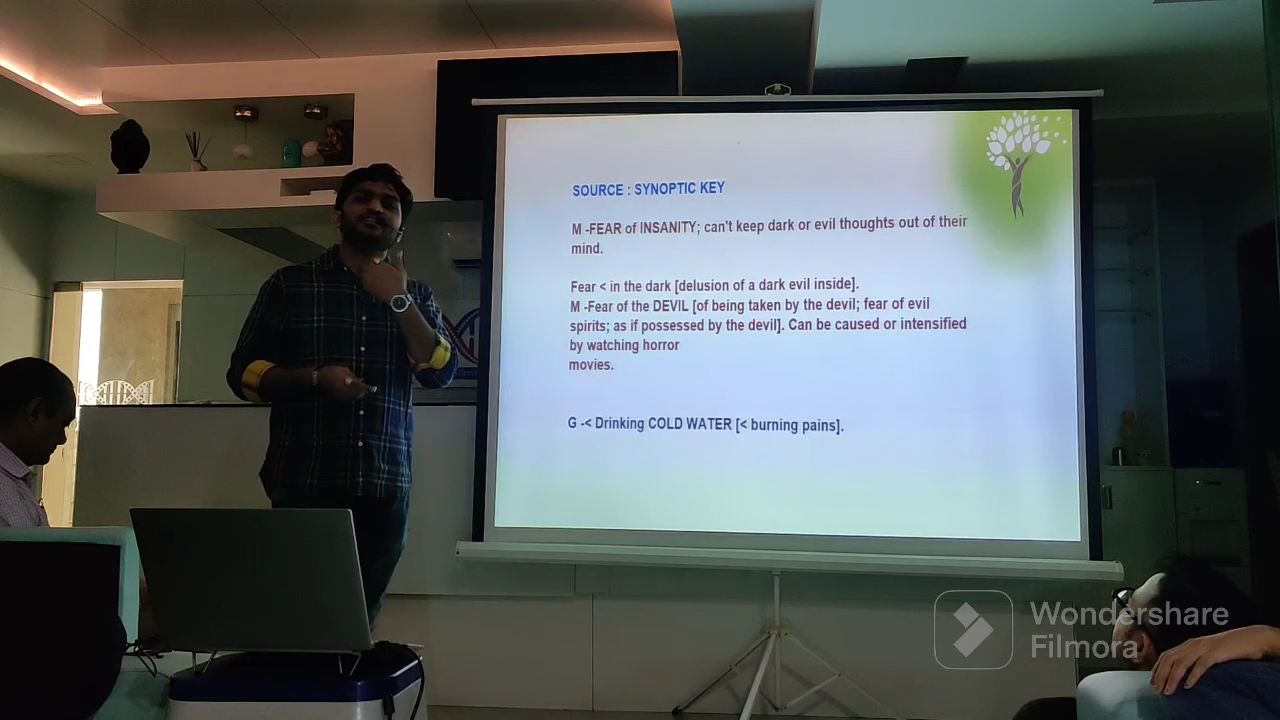 SOURCE : SYNOPTIC KEY
M -FEAR of INSANITY; can't keep dark or evil thoughts out of their
mind.
Fear < in the dark [delusion of a dark evil inside].
M -Fear of the DEVIL [of being taken by the devil; fear of evil
spirits; as if possessed by the devil]. Can be caused or intensified
by watching horror
movies.
G -< Drinking COLD WATER [< burning pains].
Wondershare
Filmora